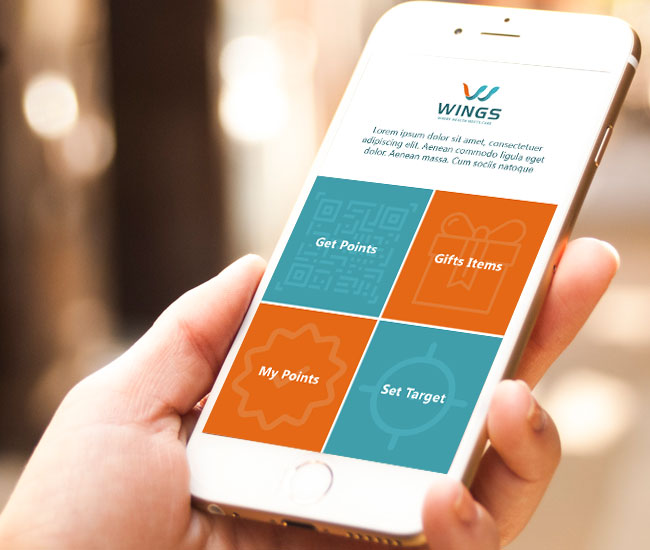 WINGS
Lorem ipsum dolor sit amet, consectetuer
adipiscing elit. Aenean commodo ligula eget
dolor. Aenean massa. Cum sociis natoque
Get Points
Gifts Items
My Points
Set Target